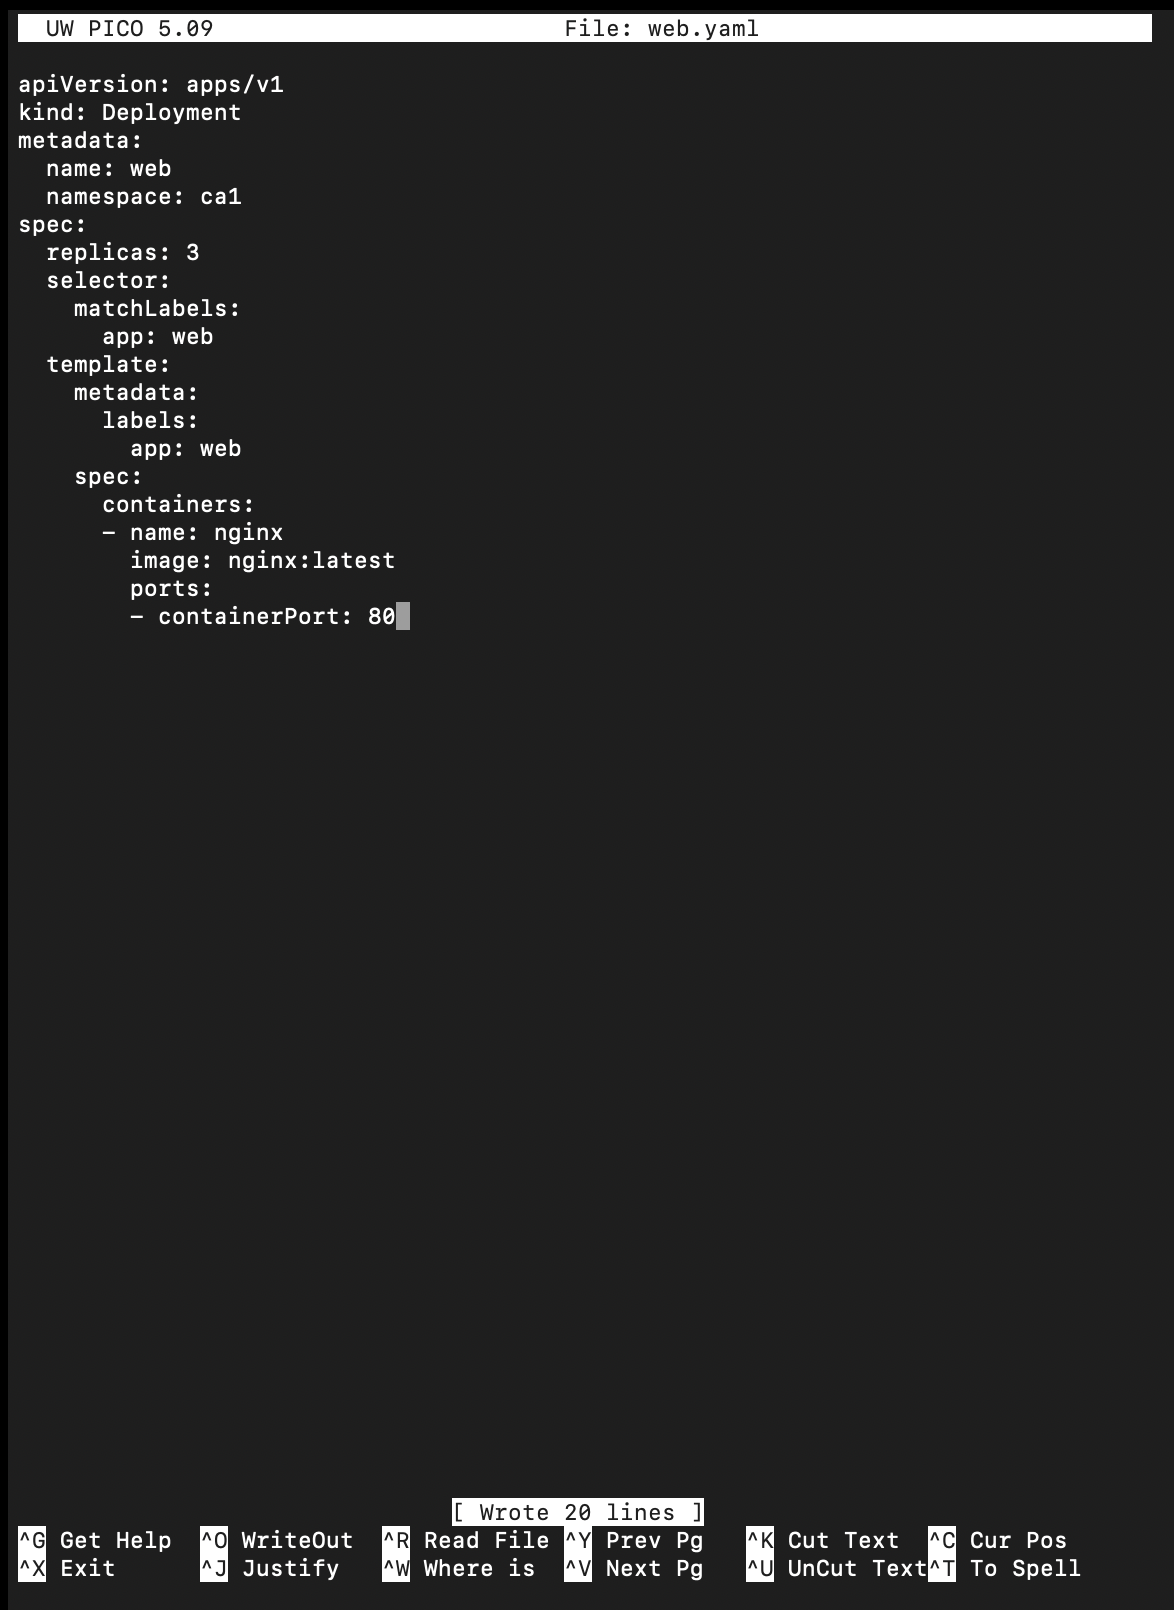 UW PICO 5.09 File: web.yaml
apiVersion: apps/v1
kind: Deployment
metadata:
  name: web
  namespace: ca1
spec:
  replicas: 3
  selector:
    matchLabels:
      app: web
  template:
    metadata:
      labels:
        app: web
    spec:
      containers:
      - name: nginx
        image: nginx:latest
        ports:
        - containerPort: 80
[ Wrote 20 lines ]
^G Get Help ^O WriteOut ^R Read File ^Y Prev Pg ^K Cut Text ^C Cur Pos
^X Exit ^J Justify ^W Where is ^V Next Pg ^U UnCut Text ^T To Spell